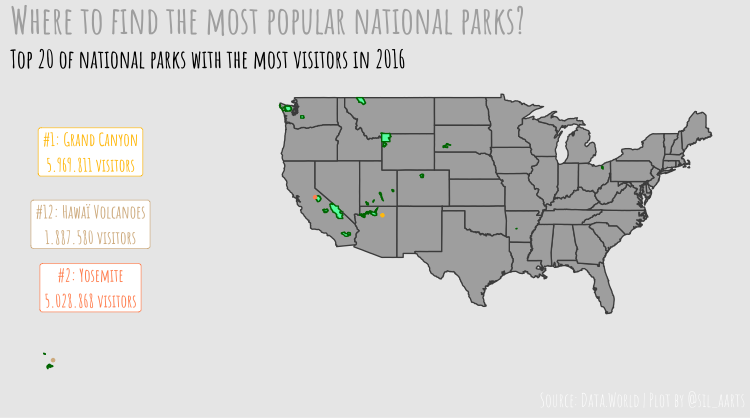 Where to find the most popular national parks?
Top 20 of national parks with the most visitors in 2016
#1: Grand Canyon
5.969.811 visitors
#12: Hawaï Volcanoes
1.887.580 visitors
#2: Yosemite
5.028.868 visitors
Source: Data.World | Plot by @sil_aarts